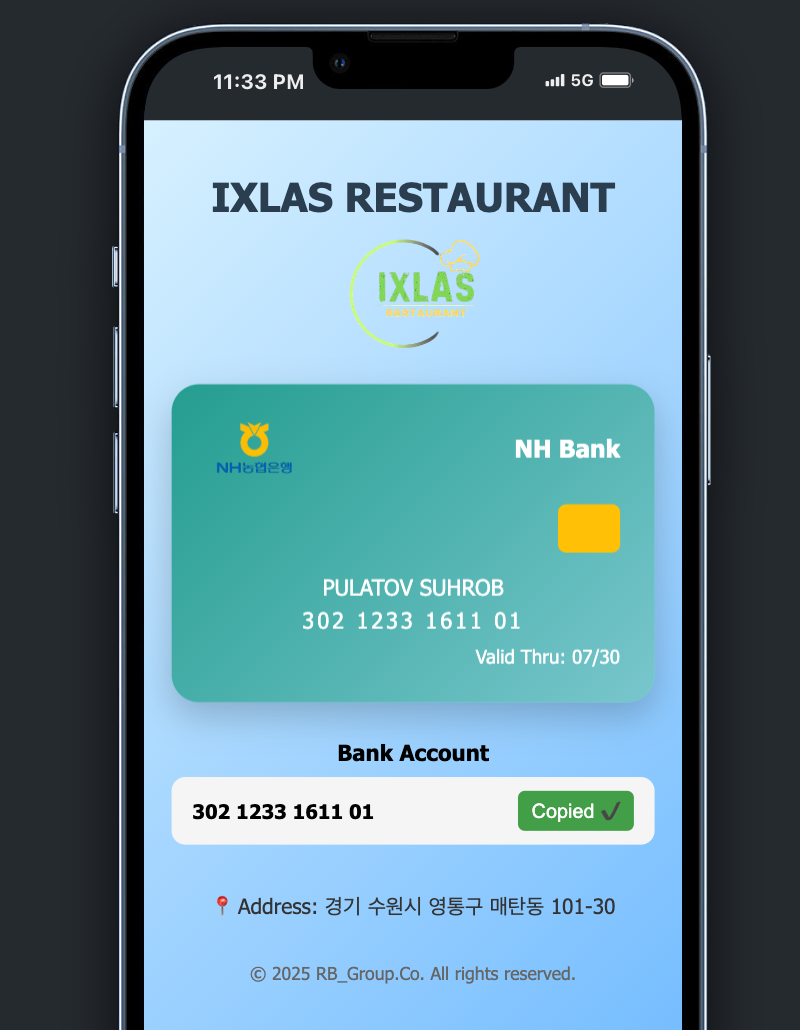 11:33 PM 5G
IXLAS RESTAURANT
IXLAS
RESTAURANT
NH농협은행
NH Bank
PULATOV SUHROB
302 1233 1611 01
Valid Thru: 07/30
Bank Account
302 1233 1611 01 Copied ✔
📍 Address: 경기 수원시 영통구 매탄동 101-30
© 2025 RB_Group.Co. All rights reserved.